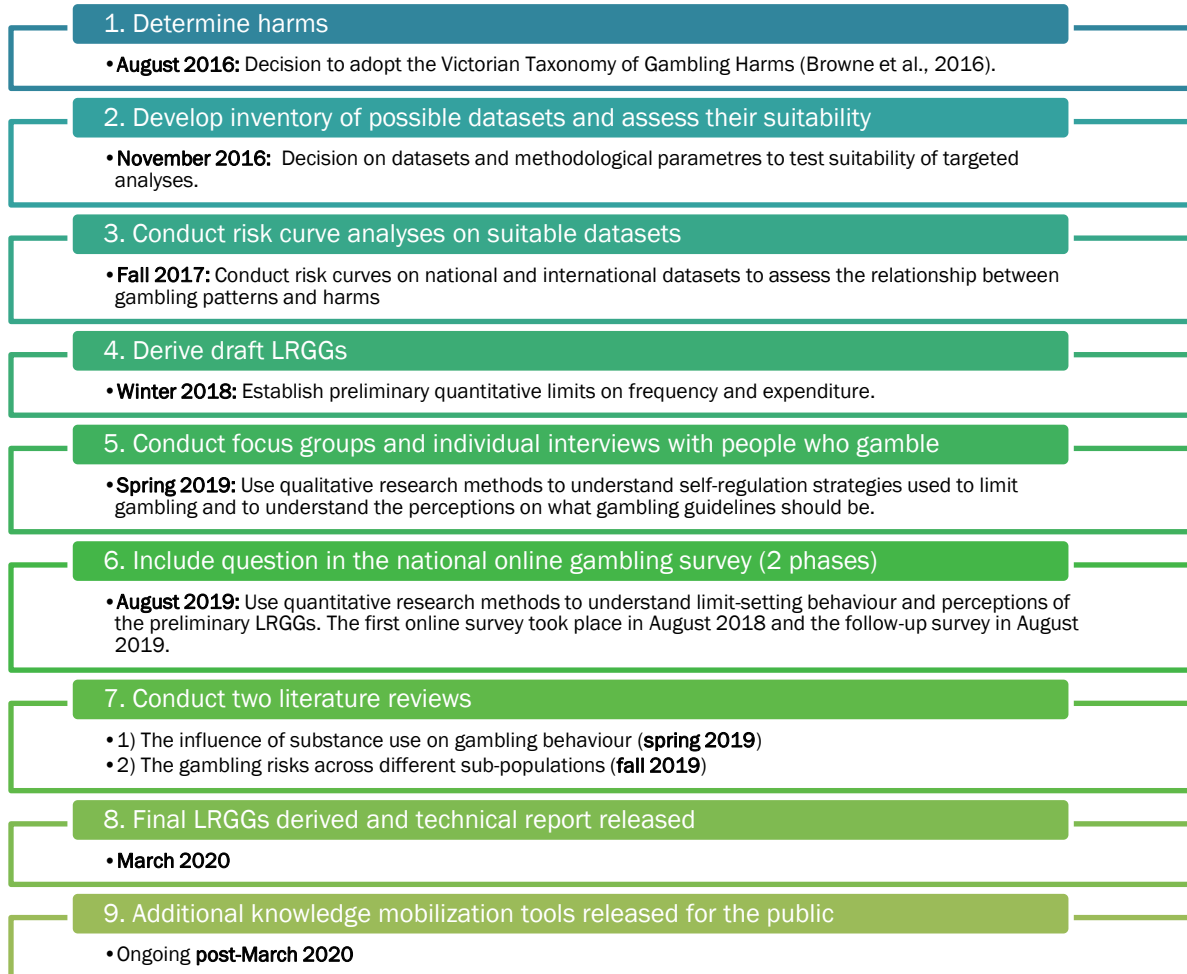 1. Determine harms
•August 2016: Decision to adopt the Victorian Taxonomy of Gambling Harms (Browne et al., 2016).
2. Develop inventory of possible datasets and assess their suitability
•November 2016: Decision on datasets and methodological parametres to test suitability of targeted
analyses.
3. Conduct risk curve analyses on suitable datasets
•Fall 2017: Conduct risk curves on national and international datasets to assess the relationship between
gambling patterns and harms
4. Derive draft LRGGs
•Winter 2018: Establish preliminary quantitative limits on frequency and expenditure.
5. Conduct focus groups and individual interviews with people who gamble
•Spring 2019: Use qualitative research methods to understand self-regulation strategies used to limit
gambling and to understand the perceptions on what gambling guidelines should be.
6. Include question in the national online gambling survey (2 phases)
•August 2019: Use quantitative research methods to understand limit-setting behaviour and perceptions of
the preliminary LRGGs. The first online survey took place in August 2018 and the follow-up survey in August
2019.
7. Conduct two literature reviews
•1) The influence of substance use on gambling behaviour (spring 2019)
•2) The gambling risks across different sub-populations (fall 2019)
8. Final LRGGs derived and technical report released
•March 2020
9. Additional knowledge mobilization tools released for the public
•Ongoing post-March 2020